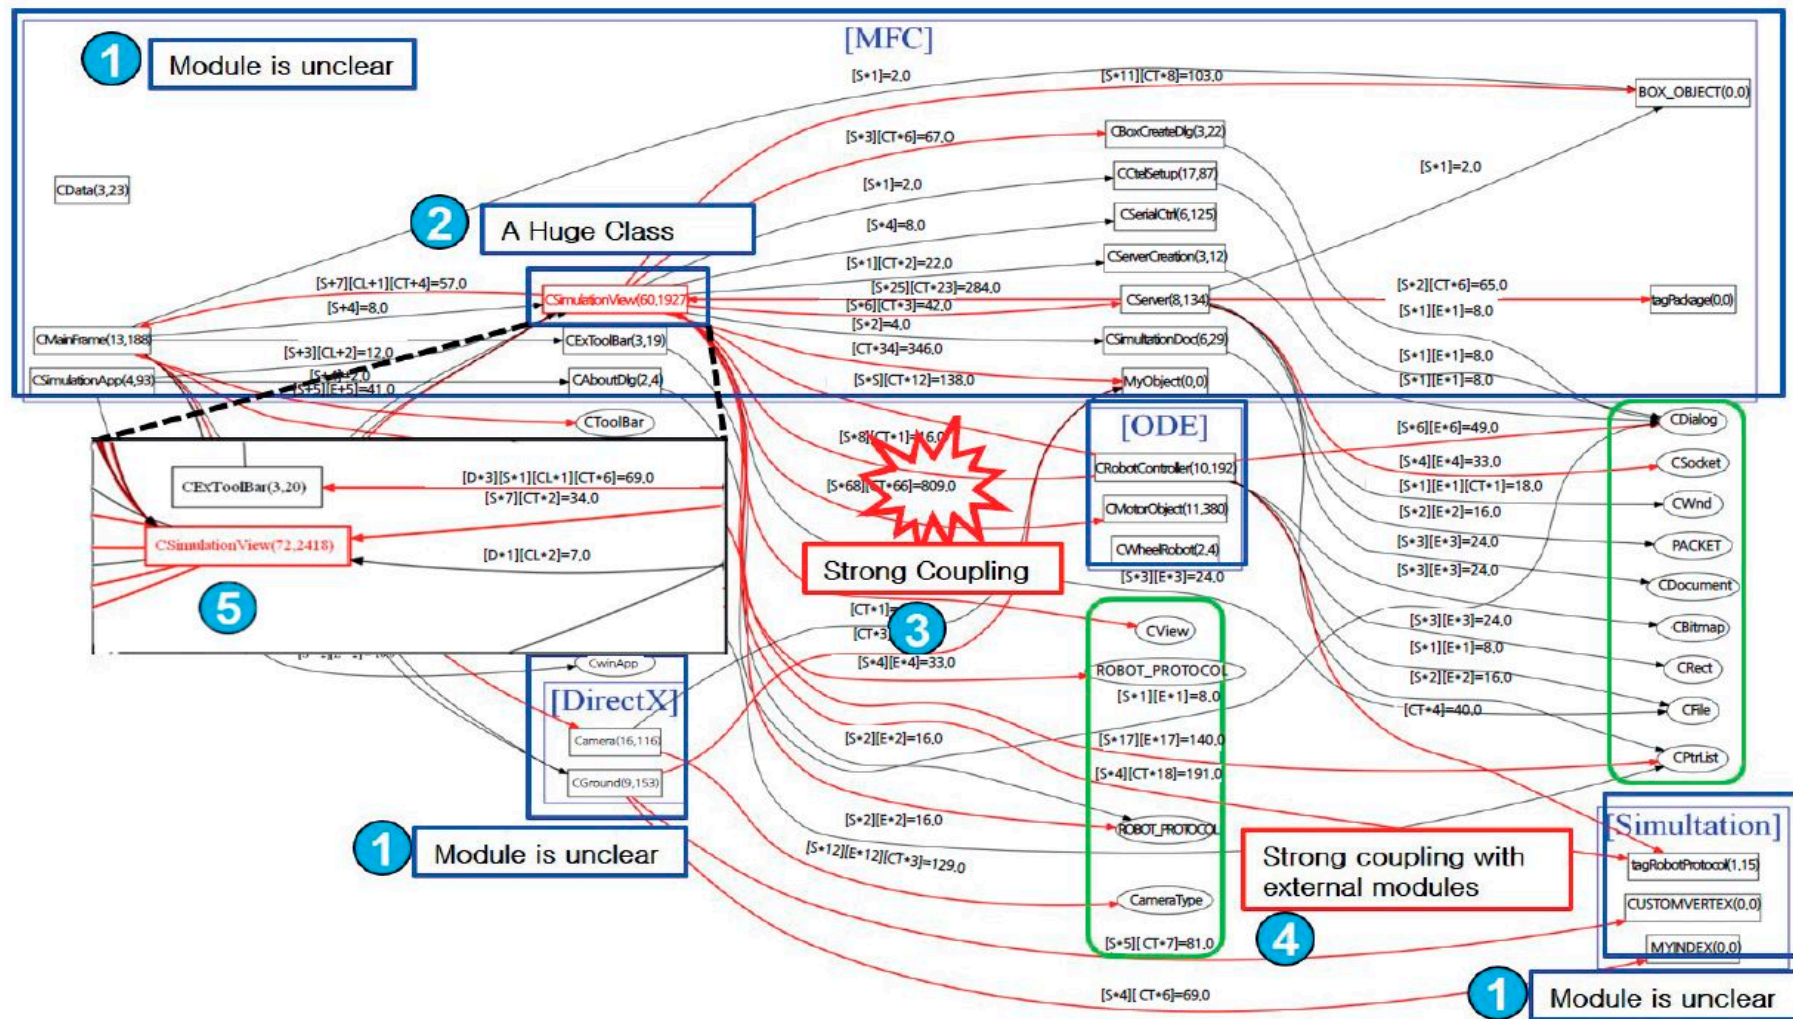 [MFC]
1 Module is unclear
[S*1]=2,0
[S*11][CT*8]=103,0
BOX_OBJECT(0,0)
[S*3][CT*6]=67,O
CBoxCreateDlg(3,22)
CData(3,23)
[S*1]=2,0
CCtelSetup(17,87)
[S*1]=2,0
2 A Huge Class
[S*4]=8,0
CSerialCtrl(6,125)
[S*1][CT*2]=22,0
CServerCreation(3,12)
[S+7][CL+1][CT+4]=57,0
[S+4]=8,0
CSimulationView(60,1927)
[S*25][CT*23]=284,0
[S*6][CT*3]=42,0
CServer(8,134)
[S*2][CT*6]=65,0
tagPackage(0,0)
[S*1][E*1]=8,0
[S*2]=4,0
CMainFrame(13,188)
CExToolBar(3,19)
CSimultationDoc(6,29)
[S+3][CL+2]=12,0
[CT*34]=346,0
[S*1][E*1]=8,0
CSimulationApp(4,93)
[S+5][E+5]=41,0
CAboutDlg(2,4)
[S*S][CT*12]=138,0
MyObject(0,0)
[S*1][E*1]=8,0
CToolBar
[ODE]
CDialog
[S*8][CT*1]=16,0
[S*6][E*6]=49,0
CRobotController(10,192)
[S*4][E*4]=33,0
CSocket
CExToolBar(3,20)
[D*3][S*1][CL*1][CT*6]=69,0
[S*7][CT*2]=34,0
[S*68][CT*66]=809,0
[S*1][E*1][CT*1]=18,0
CMotorObject(11,380)
CWnd
[S*2][E*2]=16,0
CSimulationView(72,2418)
[D*1][CL*2]=7,0
CWheelRobot(2,4)
[S*3][E*3]=24,0
PACKET
Strong Coupling
[S*3][E*3]=24,0
[S*3][E*3]=24,0
CDocument
5
[CT*1]=
[CT*3]
3
CView
[S*3][E*3]=24,0
CBitmap
[S*1][E*1]=8,0
CwinApp
[S*4][E*4]=33,0
ROBOT_PROTOCOL
CRect
[S*1][E*1]=8,0
[S*2][E*2]=16,0
[DirectX]
[CT*4]=40,0
CFile
Camera(16,116)
[S*2][E*2]=16,0
[S*17][E*17]=140,0
CPtrList
CGround(9,153)
[S*4][CT*18]=191,0
[S*2][E*2]=16,0
ROBOT_PROTOCOL
[Simultation]
1 Module is unclear
[S*12][E*12][CT*3]=129,0
Strong coupling with
external modules
tagRobotProtocol(1,15)
CameraType
CUSTOMVERTEX(0,0)
4
[S*5][CT*7]=81,0
MYINDEX(0,0)
[S*4][ CT*6]=69,0
1 Module is unclear